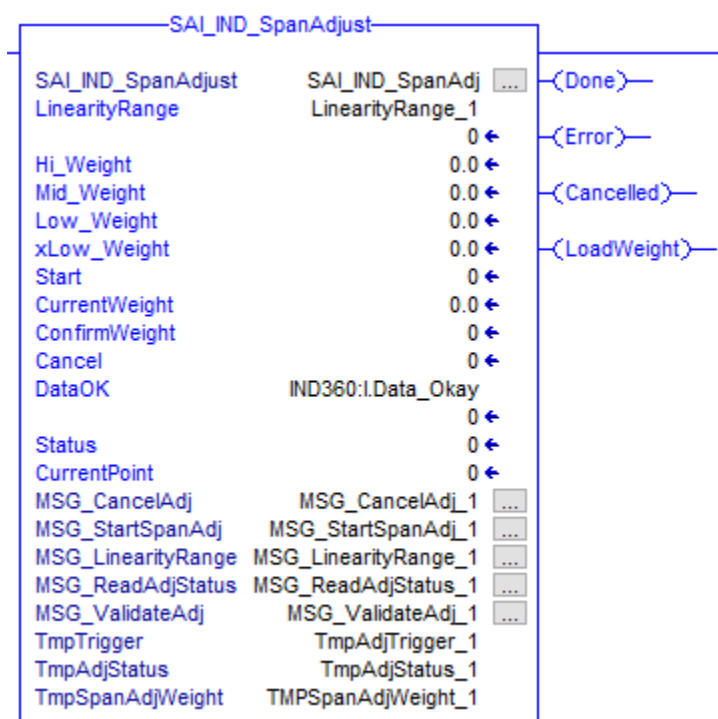 SAI_IND_SpanAdjust
SAI_IND_SpanAdjust SAI_IND_SpanAdj ... (Done)
LinearityRange LinearityRange_1
0 (Error)
Hi_Weight 0.0
Mid_Weight 0.0 (Cancelled)
Low_Weight 0.0
xLow_Weight 0.0 (LoadWeight)
Start 0
CurrentWeight 0.0
ConfirmWeight 0
Cancel 0
DataOK IND360:I.Data_Okay
0
Status 0
CurrentPoint 0
MSG_CancelAdj MSG_CancelAdj_1 ...
MSG_StartSpanAdj MSG_StartSpanAdj_1 ...
MSG_LinearityRange MSG_LinearityRange_1 ...
MSG_ReadAdjStatus MSG_ReadAdjStatus_1 ...
MSG_ValidateAdj MSG_ValidateAdj_1 ...
TmpTrigger TmpAdjTrigger_1
TmpAdjStatus TmpAdjStatus_1
TmpSpanAdjWeight TMPSpanAdjWeight_1